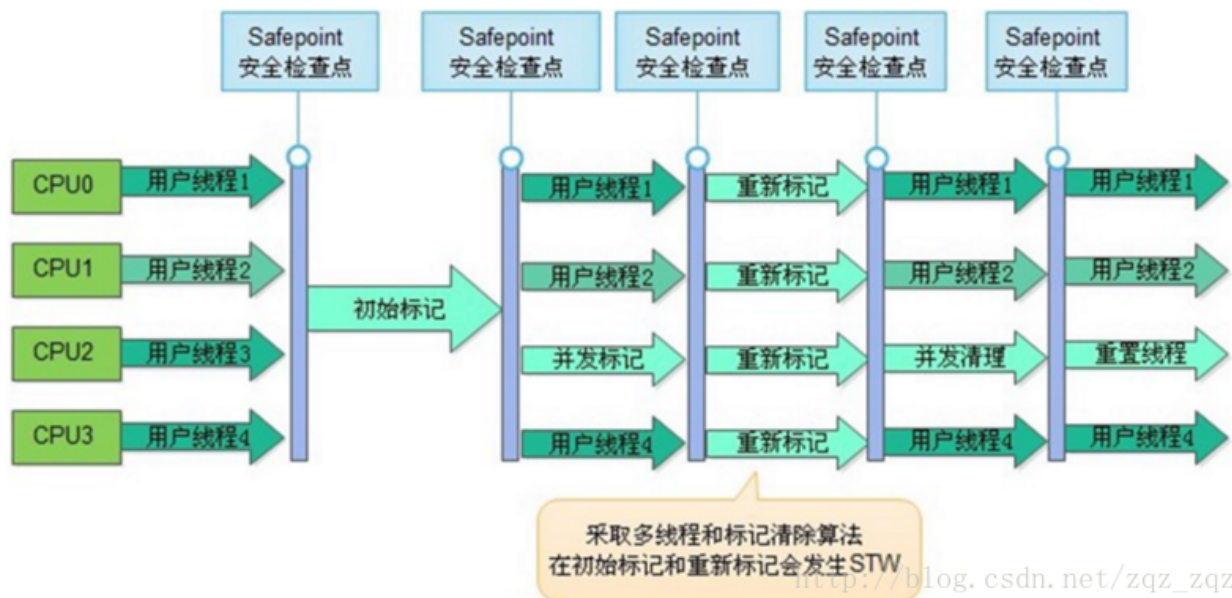 Safepoint
安全检查点
Safepoint
安全检查点
Safepoint
安全检查点
Safepoint
安全检查点
Safepoint
安全检查点
CPU0
用户线程1
用户线程1
重新标记
用户线程1
用户线程1
CPU1
用户线程2
用户线程2
重新标记
用户线程2
用户线程2
初始标记
CPU2
用户线程3
并发标记
重新标记
并发清理
重置线程
CPU3
用户线程4
用户线程4
重新标记
用户线程4
用户线程4
采取多线程和标记清除算法
在初始标记和重新标记会发生STW
http://blog.csdn.net/zqz_zqz